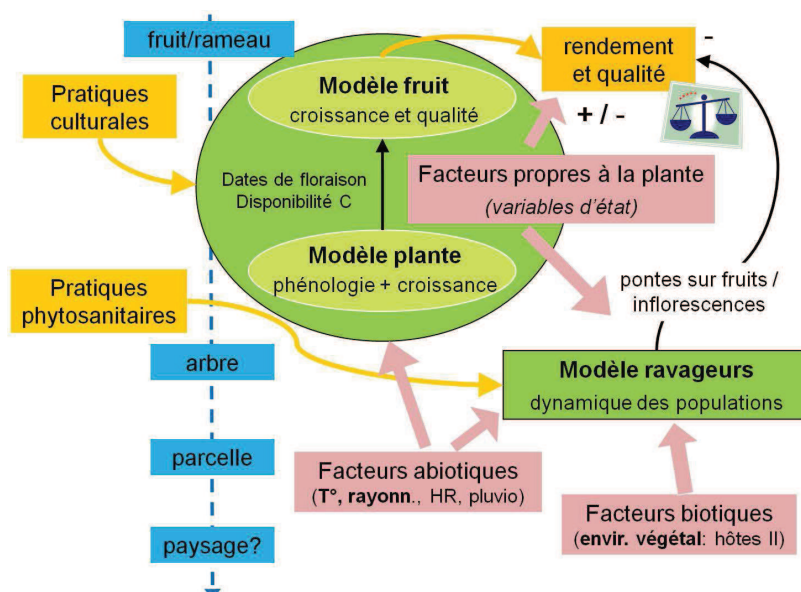 fruit/rameau
Pratiques
culturales
Modèle fruit
croissance et qualité
rendement
et qualité
-
+ / -
Dates de floraison
Disponibilité C
Facteurs propres à la plante
(variables d'état)
Modèle plante
phénologie + croissance
Pratiques
phytosanitaires
pontes sur fruits /
inflorescences
arbre
Modèle ravageurs
dynamique des populations
parcelle
Facteurs abiotiques
(T°, rayonn., HR, pluvio)
Facteurs biotiques
(envir. végétal: hôtes II)
paysage?